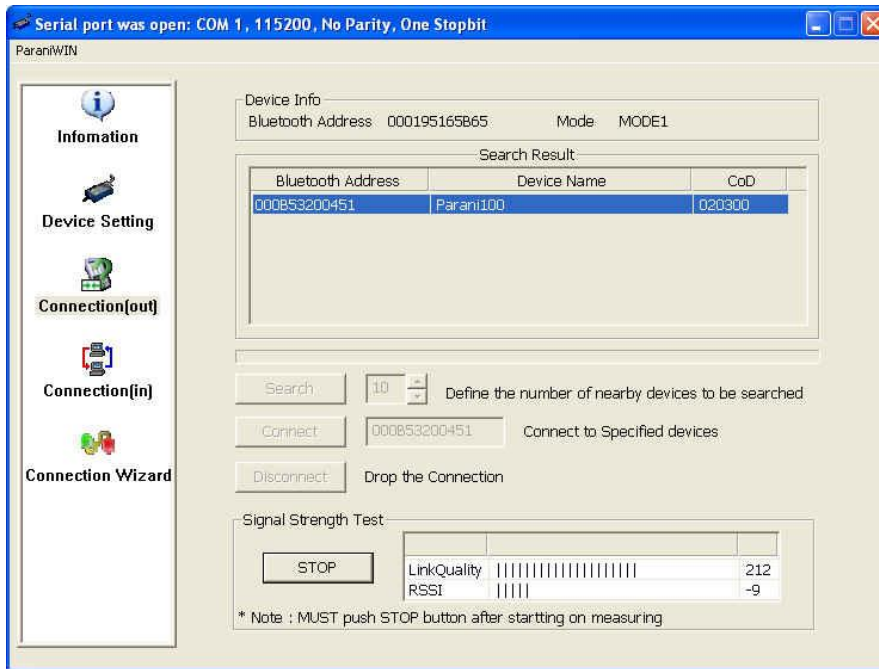 Serial port was open: COM 1, 115200, No Parity, One Stopbit
ParaniWIN
Infomation
Device Setting
Connection(out)
Connection(in)
Connection Wizard
Device Info
Bluetooth Address 000195165B65 Mode MODE1
Search Result
Bluetooth Address Device Name CoD
000B53200451 Parani100 020300
Search 10 Define the number of nearby devices to be searched
Connect 000B53200451 Connect to Specified devices
Disconnect Drop the Connection
Signal Strength Test
STOP
LinkQuality |||||||||||||||||||| 212
RSSI ||||| -9
* Note : MUST push STOP button after startting on measuring